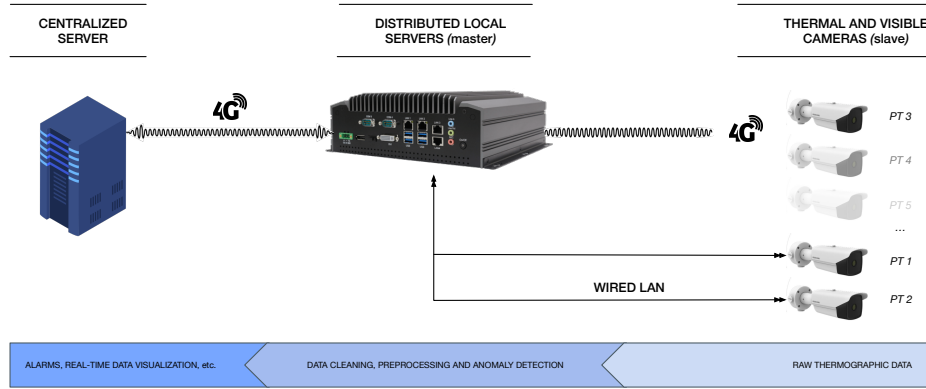 CENTRALIZED
SERVER
DISTRIBUTED LOCAL
SERVERS (master)
THERMAL AND VISIBLE
CAMERAS (slave)
4G
4G
PT 3
PT 4
PT 5
...
PT 1
WIRED LAN
PT 2
ALARMS, REAL-TIME DATA VISUALIZATION, etc.
DATA CLEANING, PREPROCESSING AND ANOMALY DETECTION
RAW THERMOGRAPHIC DATA